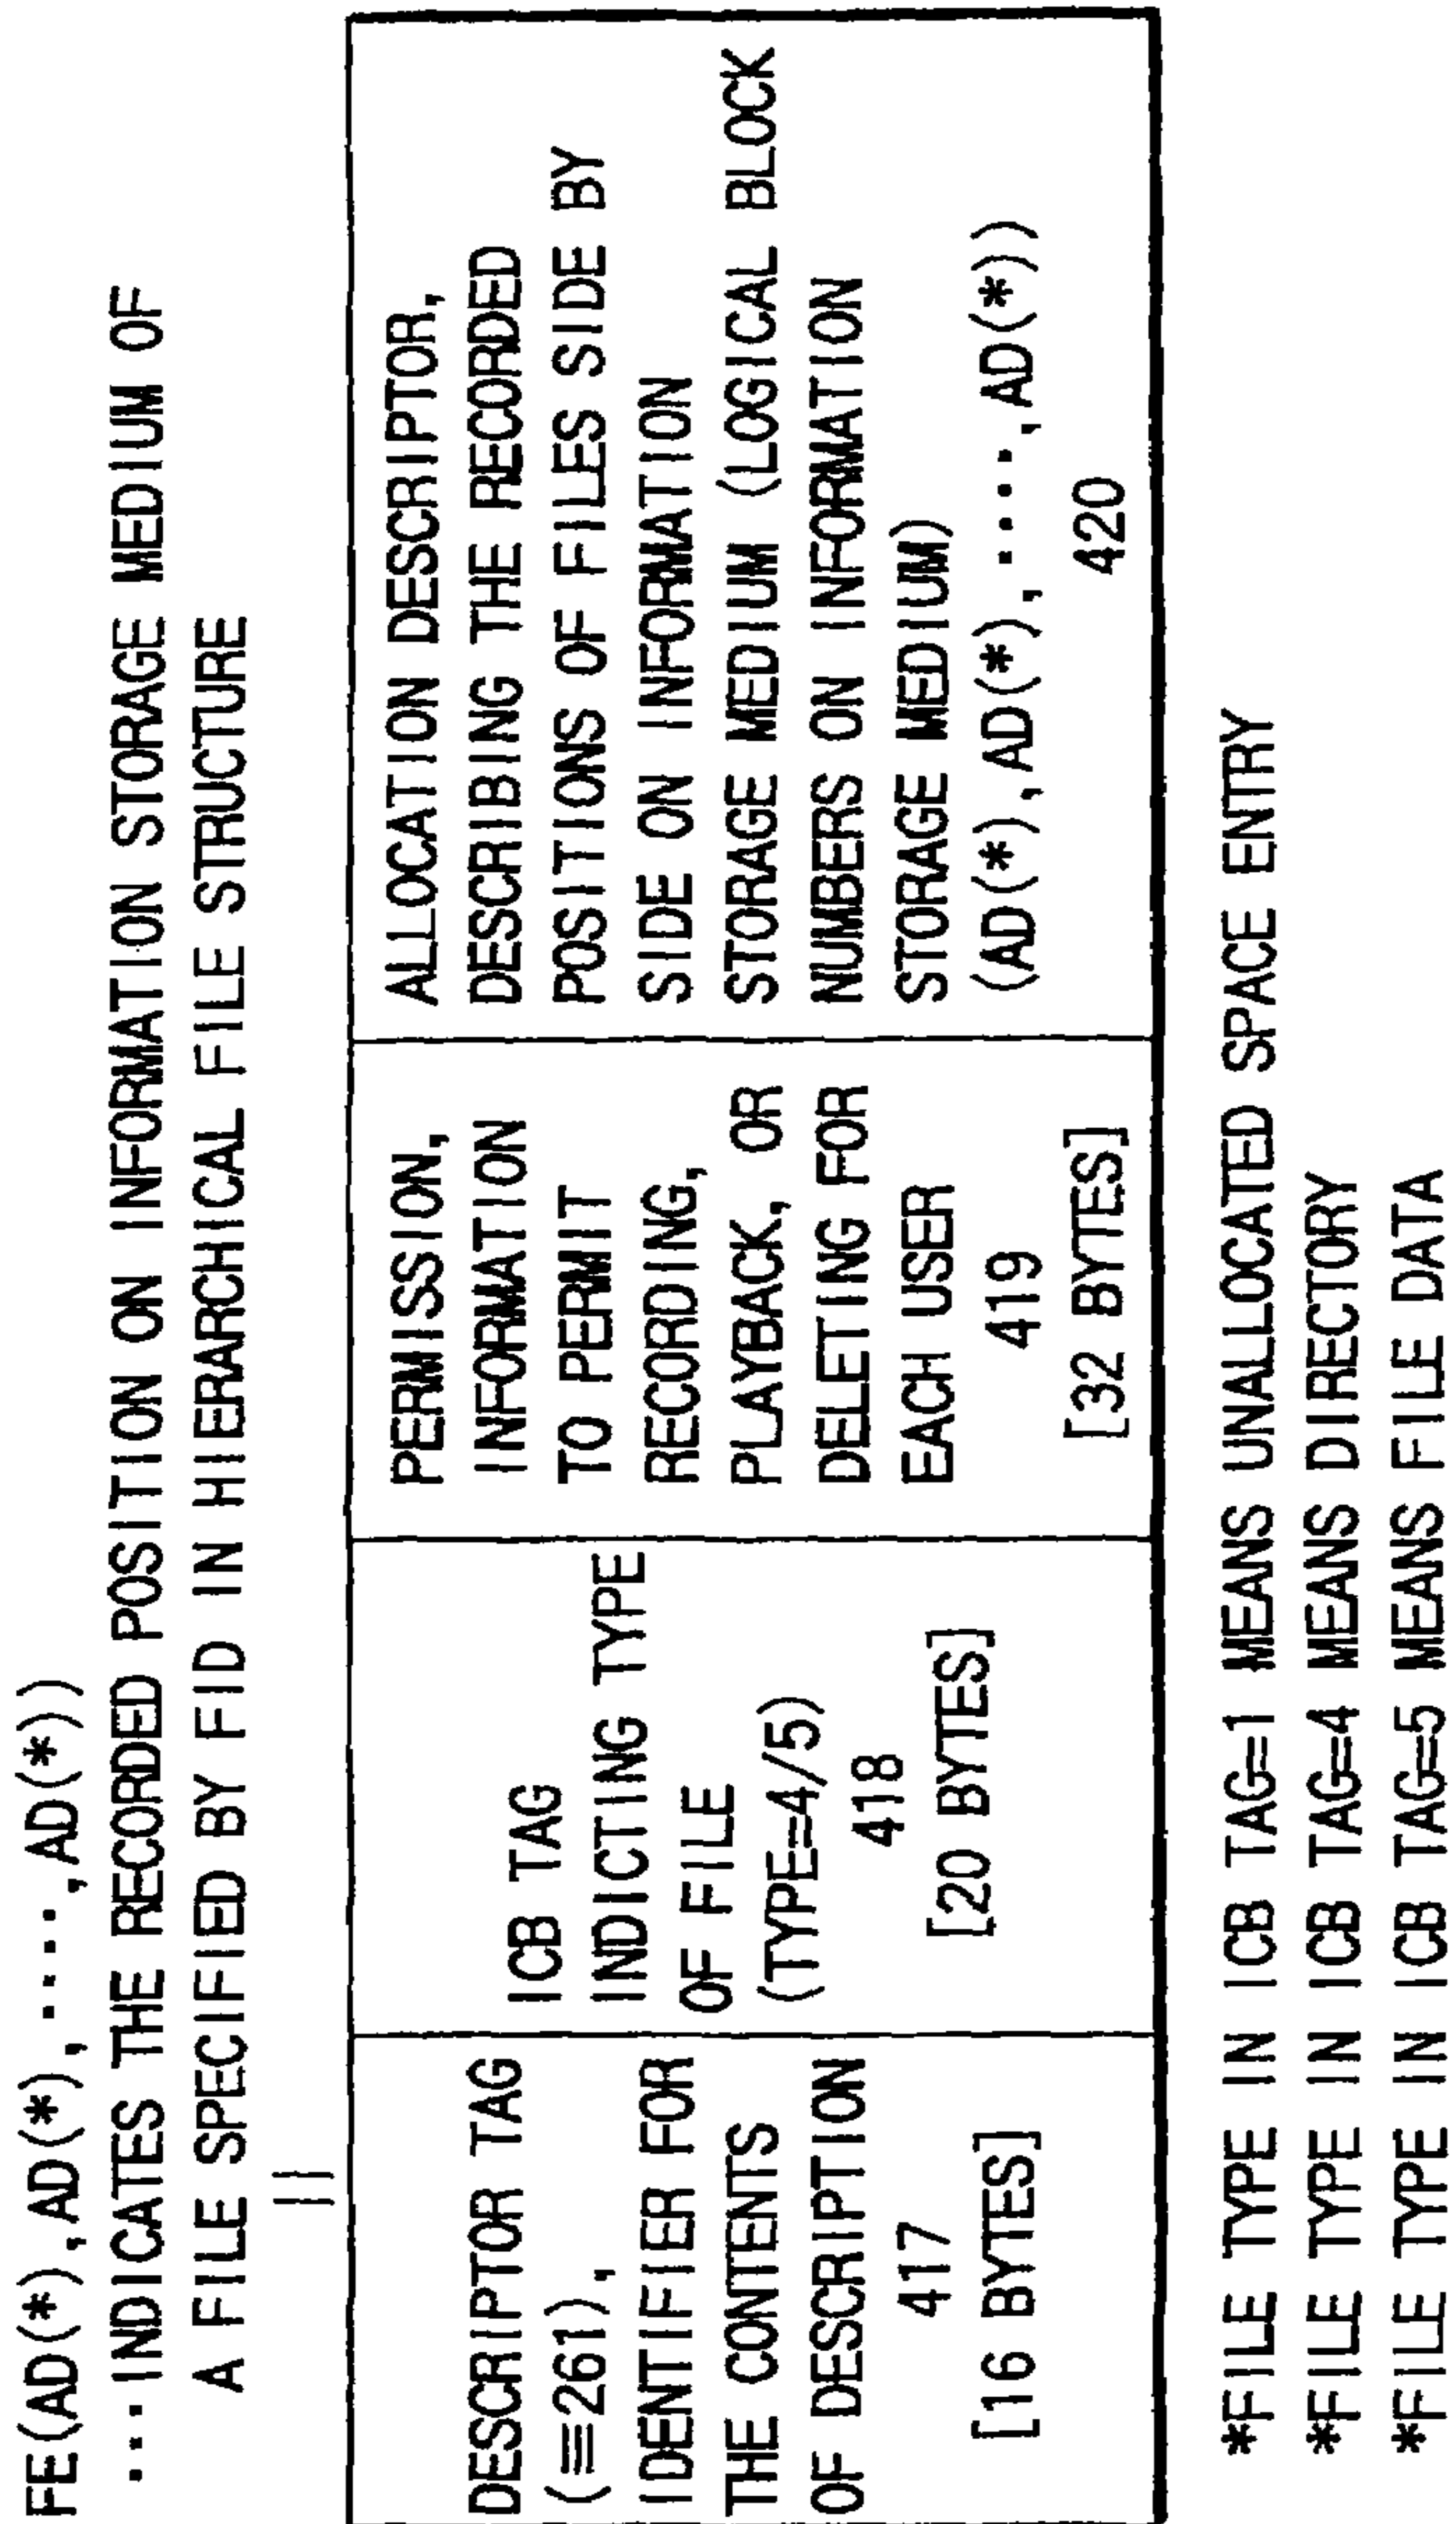 FE(AD(*),AD(*),····,AD(*))
···INDICATES THE RECORDED POSITION ON INFORMATION STORAGE MEDIUM OF
A FILE SPECIFIED BY FID IN HIERARCHICAL FILE STRUCTURE
||
DESCRIPTOR TAG
(≡261),
IDENTIFIER FOR
THE CONTENTS
OF DESCRIPTION
417
[16 BYTES]
ICB TAG
INDICTING TYPE
OF FILE
(TYPE=4/5)
418
[20 BYTES]
PERMISSION,
INFORMATION
TO PERMIT
RECORDING,
PLAYBACK, OR
DELETING FOR
EACH USER
419
[32 BYTES]
ALLOCATION DESCRIPTOR,
DESCRIBING THE RECORDED
POSITIONS OF FILES SIDE BY
SIDE ON INFORMATION
STORAGE MEDIUM (LOGICAL BLOCK
NUMBERS ON INFORMATION
STORAGE MEDIUM)
(AD(*),AD(*),····,AD(*))
420
*FILE TYPE IN ICB TAG=1 MEANS UNALLOCATED SPACE ENTRY
*FILE TYPE IN ICB TAG=4 MEANS DIRECTORY
*FILE TYPE IN ICB TAG=5 MEANS FILE DATA